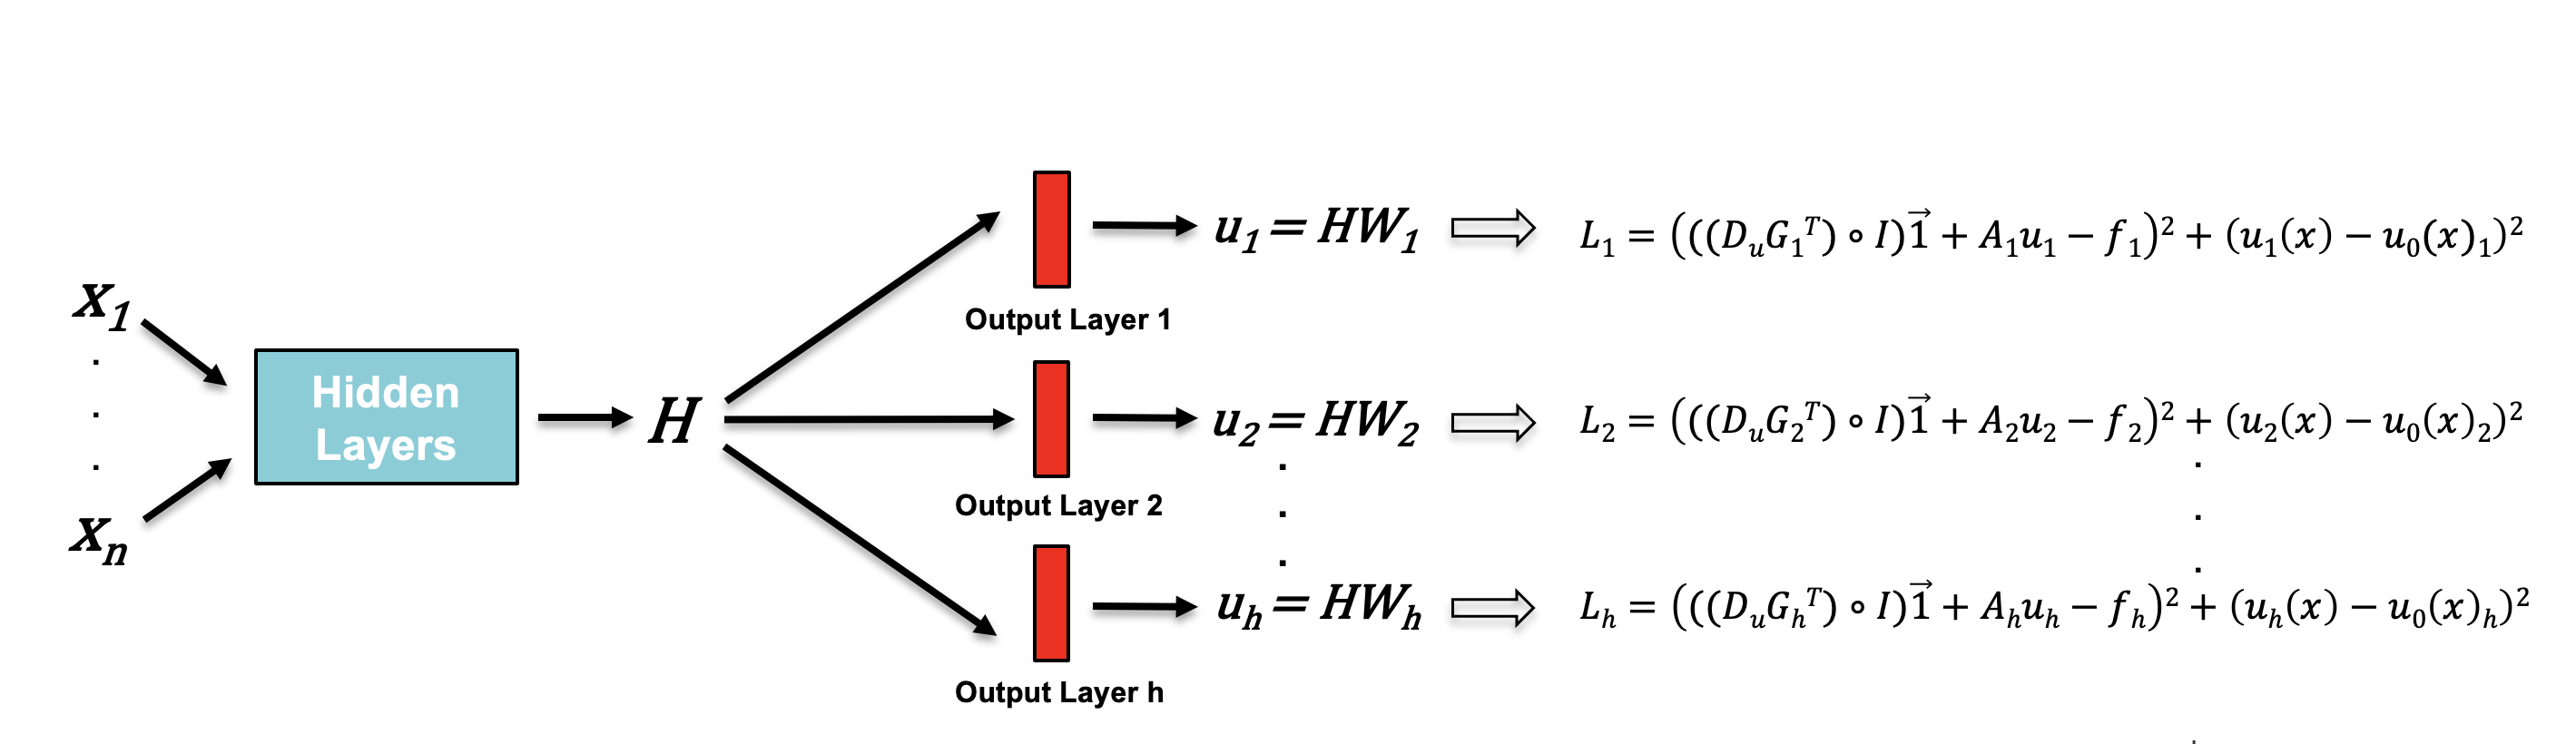 x₁
.
.
.
xₙ
Hidden
Layers
H
Output Layer 1
u₁ = HW₁
L₁ = (((DᵤG₁ᵀ) ∘ I)1⃗ + A₁u₁ − f₁)² + (u₁(x) − u₀(x)₁)²
Output Layer 2
u₂ = HW₂
L₂ = (((DᵤG₂ᵀ) ∘ I)1⃗ + A₂u₂ − f₂)² + (u₂(x) − u₀(x)₂)²
.
.
.
.
.
.
Output Layer h
uₕ = HWₕ
Lₕ = (((DᵤGₕᵀ) ∘ I)1⃗ + Aₕuₕ − fₕ)² + (uₕ(x) − u₀(x)ₕ)²